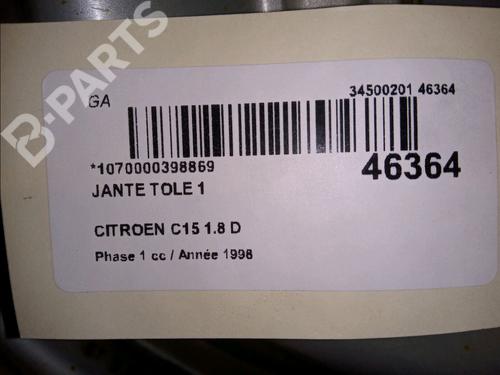 B-PARTS
GA
34500201 46364
*1070000398869
46364
JANTE TOLE 1
CITROEN C15 1.8 D
Phase 1 cc / Année 1998